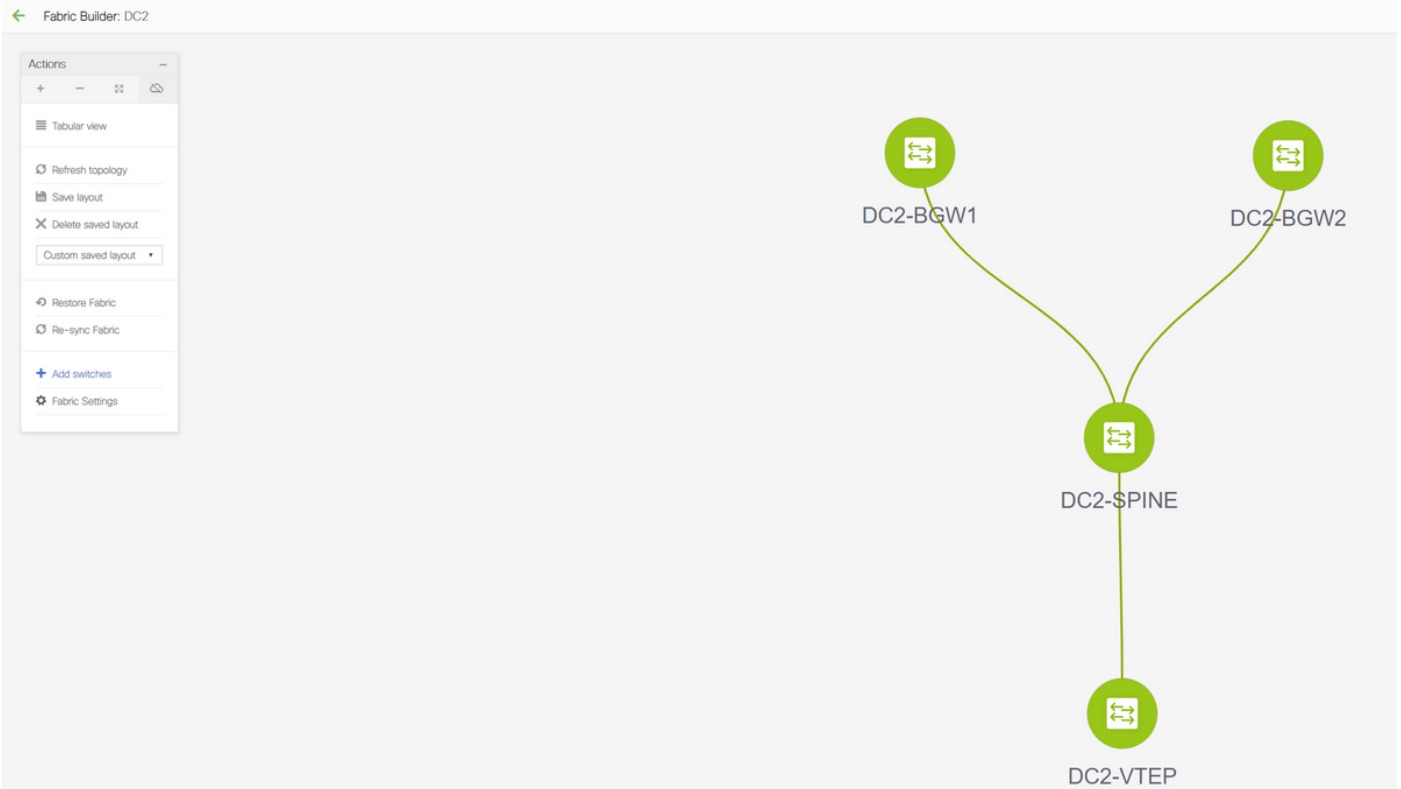 Fabric Builder: DC2
Actions
Tabular view
Refresh topology
Save layout
Delete saved layout
Custom saved layout
Restore Fabric
Re-sync Fabric
Add switches
Fabric Settings
DC2-BGW1
DC2-BGW2
DC2-SPINE
DC2-VTEP